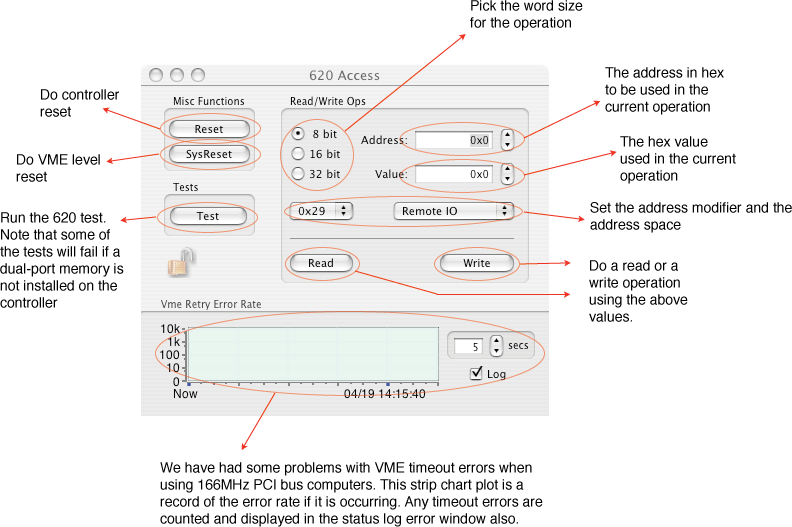 Pick the word size
for the operation
620 Access
Misc Functions
Read/Write Ops
Do controller
reset
Reset
SysReset
Do VME level
reset
8 bit
16 bit
32 bit
Address:
0x0
Value:
0x0
The address in hex
to be used in the
current operation
The hex value
used in the current
operation
Tests
Test
Run the 620 test.
Note that some of
the tests will fail if a
dual-port memory is
not installed on the
controller
0x29
Remote IO
Set the address modifier and the
address space
Read
Write
Do a read or a
write operation
using the above
values.
Vme Retry Error Rate
10k
1k
100
10
0
Now
04/19 14:15:40
5
secs
Log
We have had some problems with VME timeout errors when
using 166MHz PCI bus computers. This strip chart plot is a
record of the error rate if it is occurring. Any timeout errors are
counted and displayed in the status log error window also.